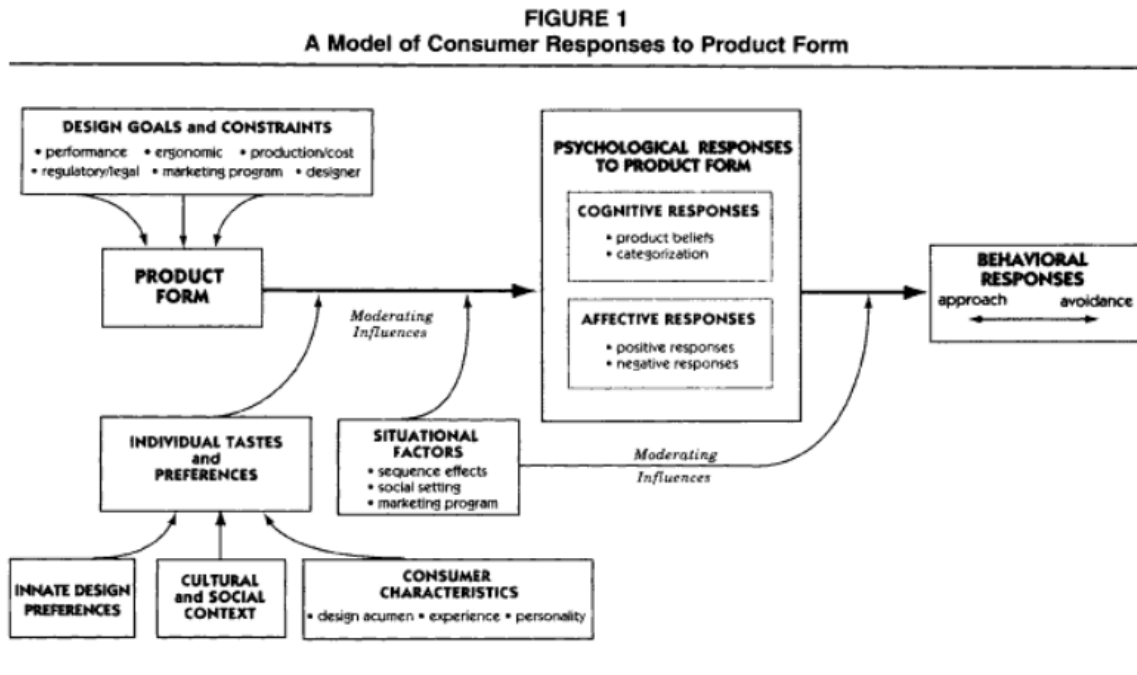 FIGURE 1
A Model of Consumer Responses to Product Form
DESIGN GOALS and CONSTRAINTS
• performance • ergonomic • production/cost
• regulatory/legal • marketing program • designer
PRODUCT
FORM
Moderating
Influences
PSYCHOLOGICAL RESPONSES
TO PRODUCT FORM
COGNITIVE RESPONSES
• product beliefs
• categorization
AFFECTIVE RESPONSES
• positive responses
• negative responses
BEHAVIORAL
RESPONSES
approach avoidance
INDIVIDUAL TASTES
and
PREFERENCES
SITUATIONAL
FACTORS
• sequence effects
• social setting
• marketing program
Moderating
Influences
INNATE DESIGN
PREFERENCES
CULTURAL
and SOCIAL
CONTEXT
CONSUMER
CHARACTERISTICS
• design acumen • experience • personality